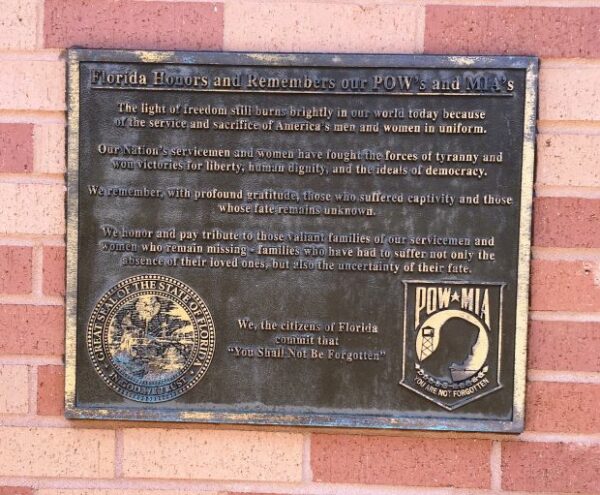 Florida Honors and Remembers our POW's and MIA's
The light of freedom still burns brightly in our world today because
of the service and sacrifice of America's men and women in uniform.
Our Nation's servicemen and women have fought the forces of tyranny and
won victories for liberty, human dignity, and the ideals of democracy.
We remember, with profound gratitude, those who suffered captivity and those
whose fate remains unknown.
We honor and pay tribute to those valiant families of our servicemen and
women who remain missing - families who have had to suffer not only the
absence of their loved ones, but also the uncertainty of their fate.
GREAT SEAL OF THE STATE OF FLORIDA
IN GOD WE TRUST
We, the citizens of Florida
commit that
"You Shall Not Be Forgotten"
POW★MIA
YOU ARE NOT FORGOTTEN